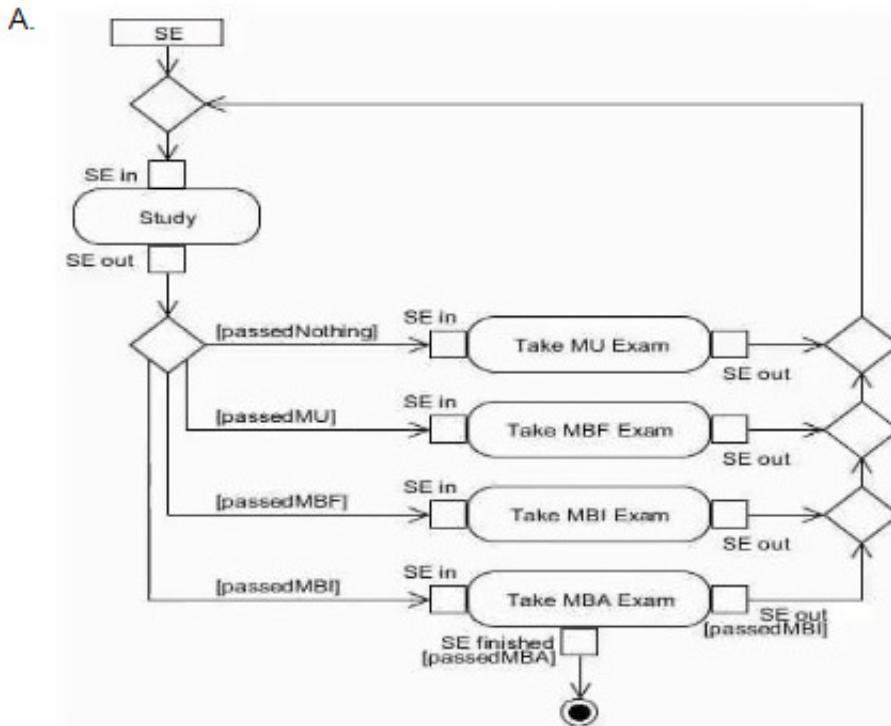 A.
SE
SE in
Study
SE out
[passedNothing]
SE in
Take MU Exam
SE out
[passedMU]
SE in
Take MBF Exam
SE out
[passedMBF]
SE in
Take MBI Exam
SE out
[passedMBI]
SE in
Take MBA Exam
SE out
[passedMBI]
SE finished
[passedMBA]